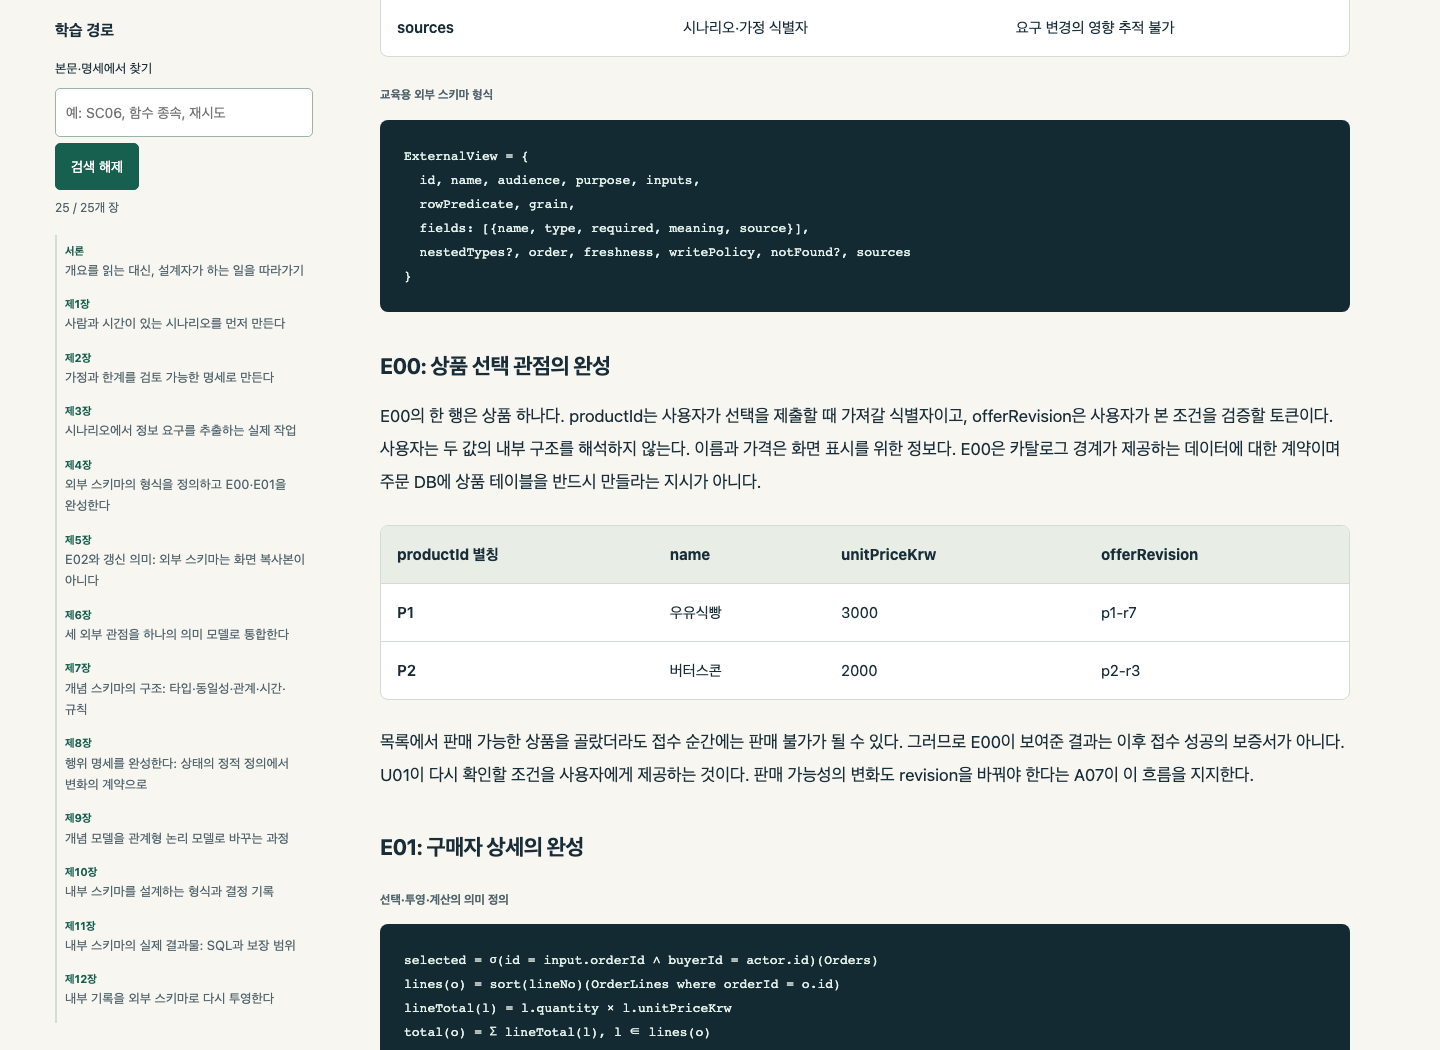 학습 경로
본문·명세에서 찾기
예: SC06, 함수 종속, 재시도
검색 해제
25 / 25개 장
서론
개요를 읽는 대신, 설계자가 하는 일을 따라가기
제1장
사람과 시간이 있는 시나리오를 먼저 만든다
제2장
가정과 한계를 검토 가능한 명세로 만든다
제3장
시나리오에서 정보 요구를 추출하는 실제 작업
제4장
외부 스키마의 형식을 정의하고 E00·E01을
완성한다
제5장
E02와 갱신 의미: 외부 스키마는 화면 복사본이
아니다
제6장
세 외부 관점을 하나의 의미 모델로 통합한다
제7장
개념 스키마의 구조: 타입·동일성·관계·시간·
규칙
제8장
행위 명세를 완성한다: 상태의 정적 정의에서
변화의 계약으로
제9장
개념 모델을 관계형 논리 모델로 바꾸는 과정
제10장
내부 스키마를 설계하는 형식과 결정 기록
제11장
내부 스키마의 실제 결과물: SQL과 보장 범위
제12장
내부 기록을 외부 스키마로 다시 투영한다
sources 시나리오·가정 식별자 요구 변경의 영향 추적 불가
교육용 외부 스키마 형식
ExternalView = {
  id, name, audience, purpose, inputs,
  rowPredicate, grain,
  fields: [{name, type, required, meaning, source}],
  nestedTypes?, order, freshness, writePolicy, notFound?, sources
}
E00: 상품 선택 관점의 완성
E00의 한 행은 상품 하나다. productId는 사용자가 선택을 제출할 때 가져갈 식별자이고, offerRevision은 사용자가 본 조건을 검증할 토큰이다.
사용자는 두 값의 내부 구조를 해석하지 않는다. 이름과 가격은 화면 표시를 위한 정보다. E00은 카탈로그 경계가 제공하는 데이터에 대한 계약이며
주문 DB에 상품 테이블을 반드시 만들라는 지시가 아니다.
productId 별칭 name unitPriceKrw offerRevision
P1 우유식빵 3000 p1-r7
P2 버터스콘 2000 p2-r3
목록에서 판매 가능한 상품을 골랐더라도 접수 순간에는 판매 불가가 될 수 있다. 그러므로 E00이 보여준 결과는 이후 접수 성공의 보증서가 아니다.
U01이 다시 확인할 조건을 사용자에게 제공하는 것이다. 판매 가능성의 변화도 revision을 바꿔야 한다는 A07이 이 흐름을 지지한다.
E01: 구매자 상세의 완성
선택·투영·계산의 의미 정의
selected = σ(id = input.orderId ∧ buyerId = actor.id)(Orders)
lines(o) = sort(lineNo)(OrderLines where orderId = o.id)
lineTotal(l) = l.quantity × l.unitPriceKrw
total(o) = Σ lineTotal(l), l ∈ lines(o)